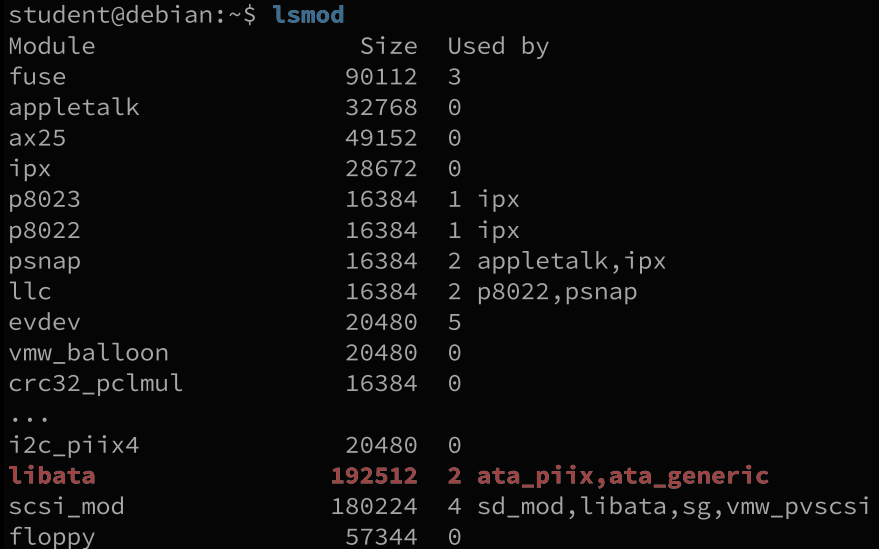 student@debian:~$ lsmod
Module Size Used by
fuse 90112 3
appletalk 32768 0
ax25 49152 0
ipx 28672 0
p8023 16384 1 ipx
p8022 16384 1 ipx
psnap 16384 2 appletalk,ipx
llc 16384 2 p8022,psnap
evdev 20480 5
vmw_balloon 20480 0
crc32_pclmul 16384 0
...
i2c_piix4 20480 0
libata 192512 2 ata_piix,ata_generic
scsi_mod 180224 4 sd_mod,libata,sg,vmw_pvscsi
floppy 57344 0